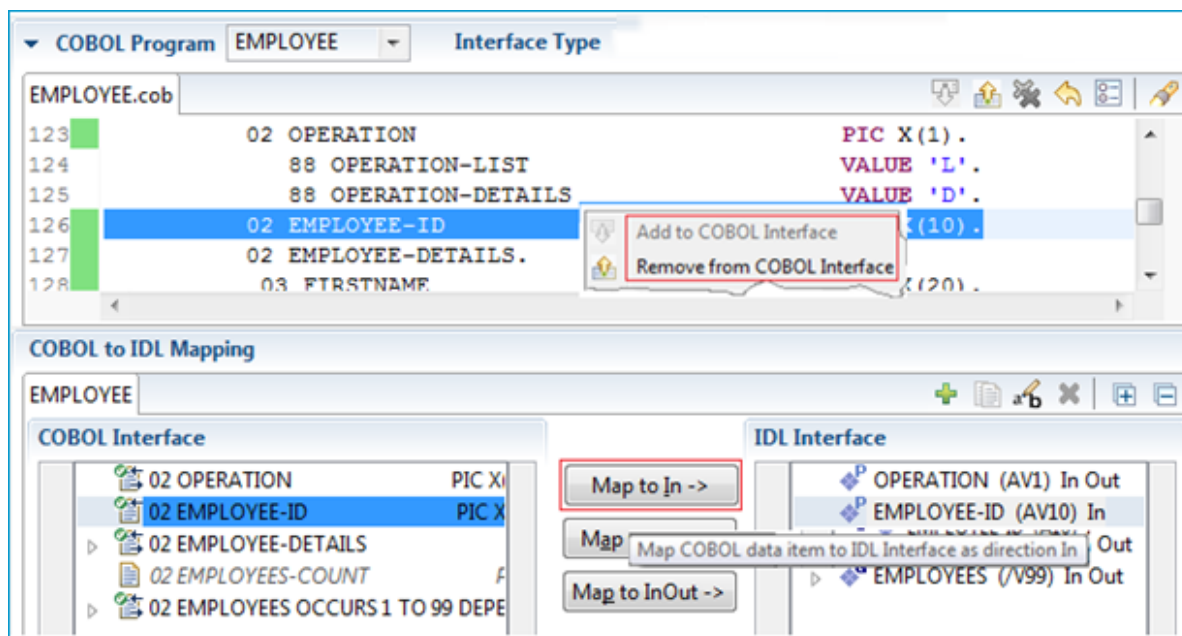 COBOL Program EMPLOYEE Interface Type
EMPLOYEE.cob
123 02 OPERATION PIC X(1).
124 88 OPERATION-LIST VALUE 'L'.
125 88 OPERATION-DETAILS VALUE 'D'.
126 02 EMPLOYEE-ID X(10).
Add to COBOL Interface
127 02 EMPLOYEE-DETAILS.
Remove from COBOL Interface
128 03 FIRSTNAME X(20).
COBOL to IDL Mapping
EMPLOYEE
COBOL Interface IDL Interface
02 OPERATION PIC X( Map to In -> OPERATION (AV1) In Out
02 EMPLOYEE-ID PIC X EMPLOYEE-ID (AV10) In
02 EMPLOYEE-DETAILS Map Map COBOL data item to IDL Interface as direction In Out
02 EMPLOYEES-COUNT Map to InOut -> EMPLOYEES (/V99) In Out
02 EMPLOYEES OCCURS 1 TO 99 DEPE